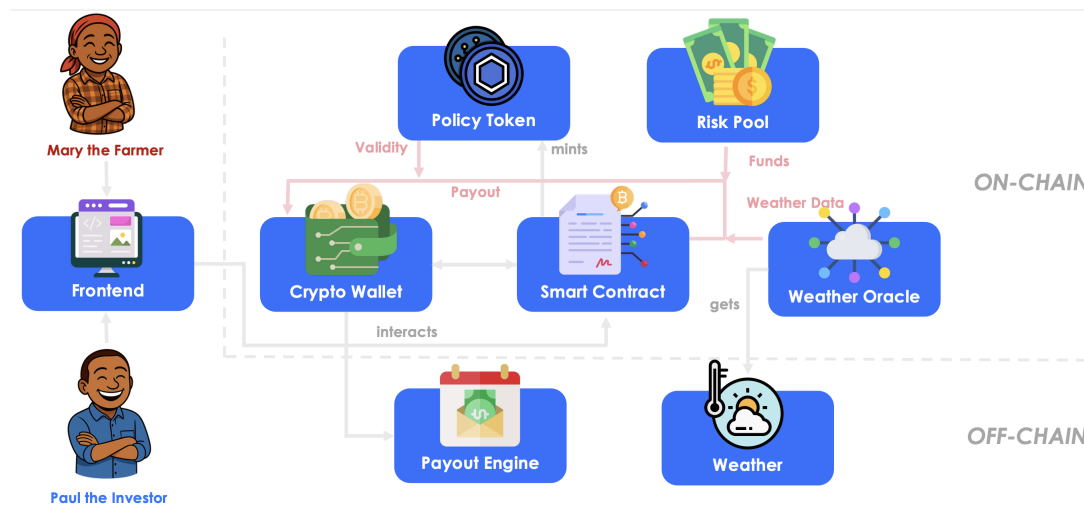 Policy Token
Risk Pool
Mary the Farmer
Validity
mints
Funds
Payout
ON-CHAIN
Weather Data
Frontend
Crypto Wallet
Smart Contract
Weather Oracle
gets
interacts
OFF-CHAIN
Payout Engine
Weather
Paul the Investor